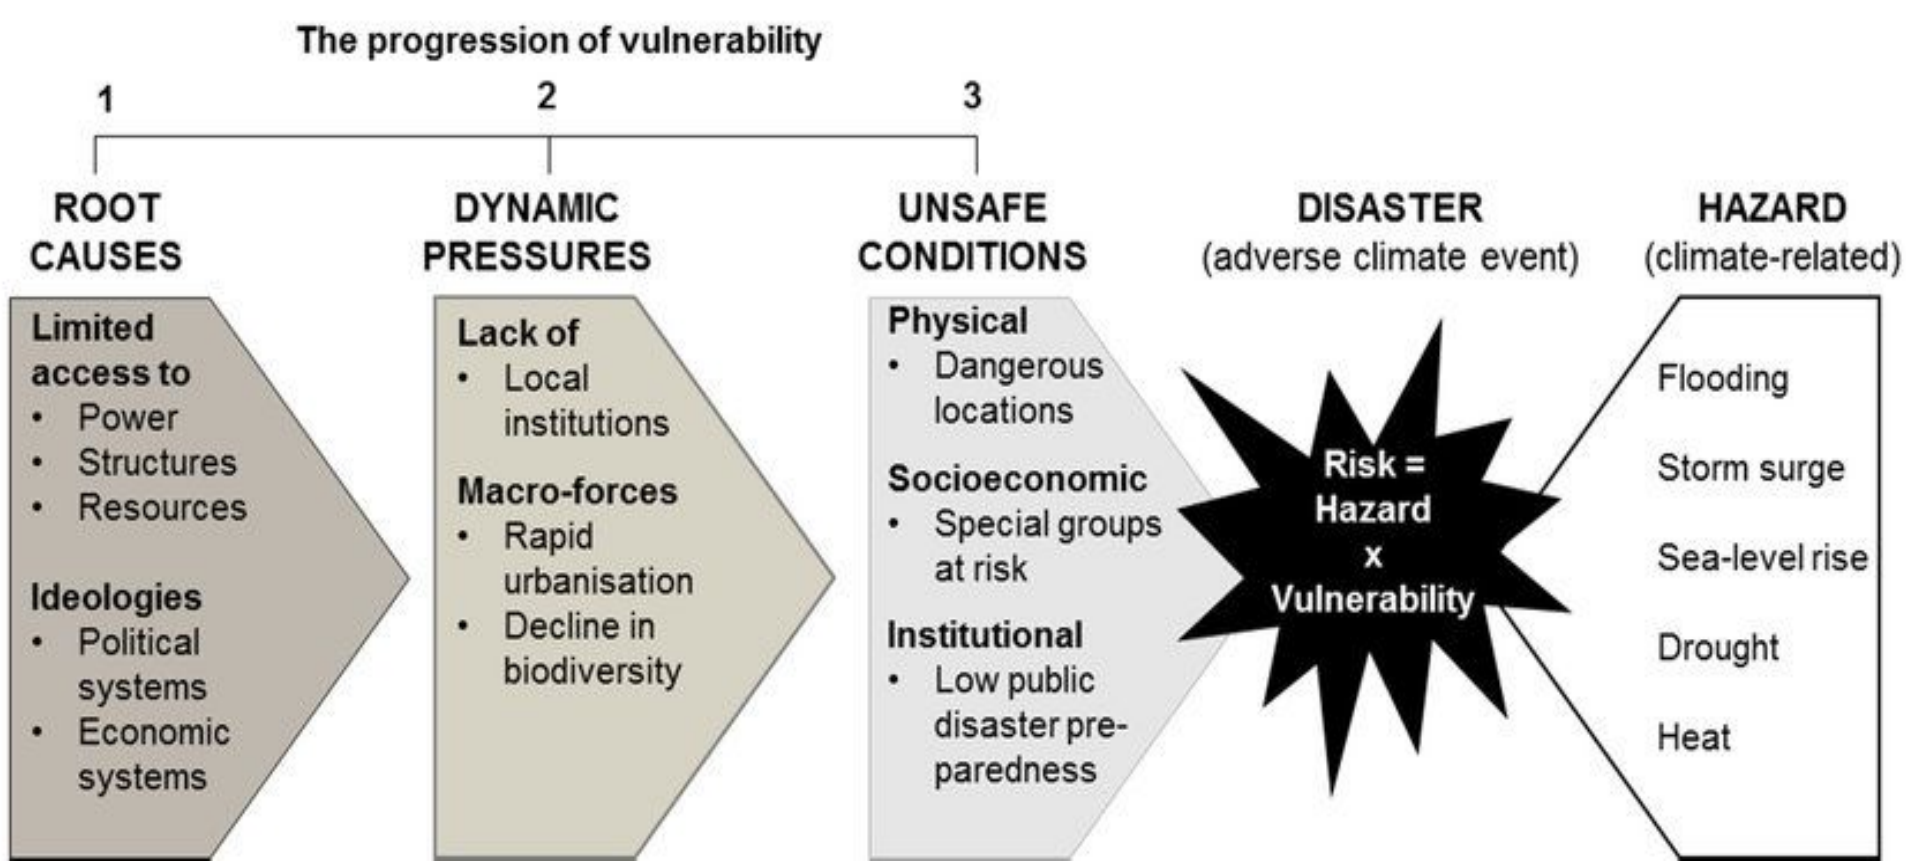 The progression of vulnerability
1
2
3
ROOT
CAUSES
Limited
access to
• Power
• Structures
• Resources
Ideologies
• Political
systems
• Economic
systems
DYNAMIC
PRESSURES
Lack of
• Local
institutions
Macro-forces
• Rapid
urbanisation
• Decline in
biodiversity
UNSAFE
CONDITIONS
Physical
• Dangerous
locations
Socioeconomic
• Special groups
at risk
Institutional
• Low public
disaster pre-
paredness
DISASTER
(adverse climate event)
Risk =
Hazard
x
Vulnerability
HAZARD
(climate-related)
Flooding
Storm surge
Sea-level rise
Drought
Heat